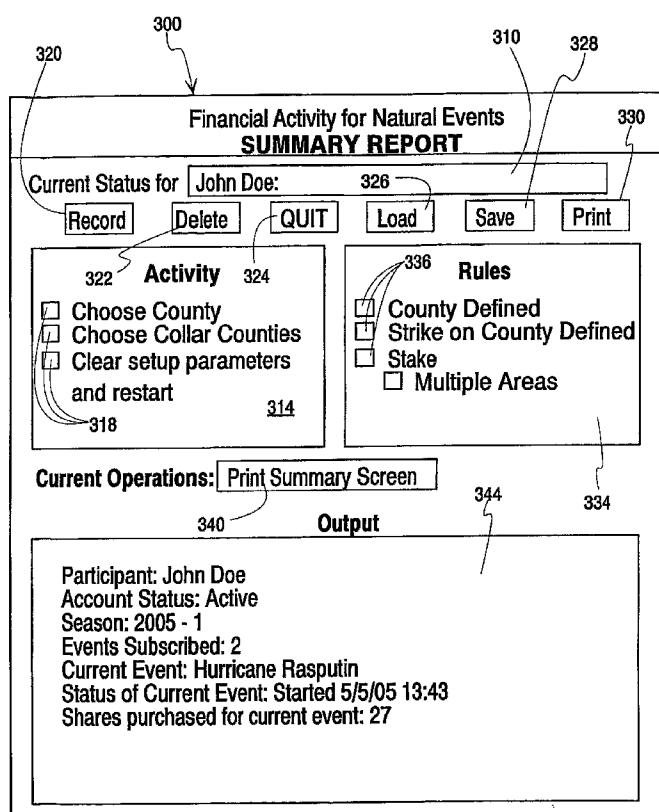 300
320
310
328
330
Financial Activity for Natural Events
SUMMARY REPORT
Current Status for John Doe: 326
Record Delete QUIT Load Save Print
322 Activity 324
Choose County
Choose Collar Counties
Clear setup parameters
and restart
318
314
336 Rules
County Defined
Strike on County Defined
Stake
Multiple Areas
334
Current Operations: Print Summary Screen
340
344
Output
Participant: John Doe
Account Status: Active
Season: 2005 - 1
Events Subscribed: 2
Current Event: Hurricane Rasputin
Status of Current Event: Started 5/5/05 13:43
Shares purchased for current event: 27